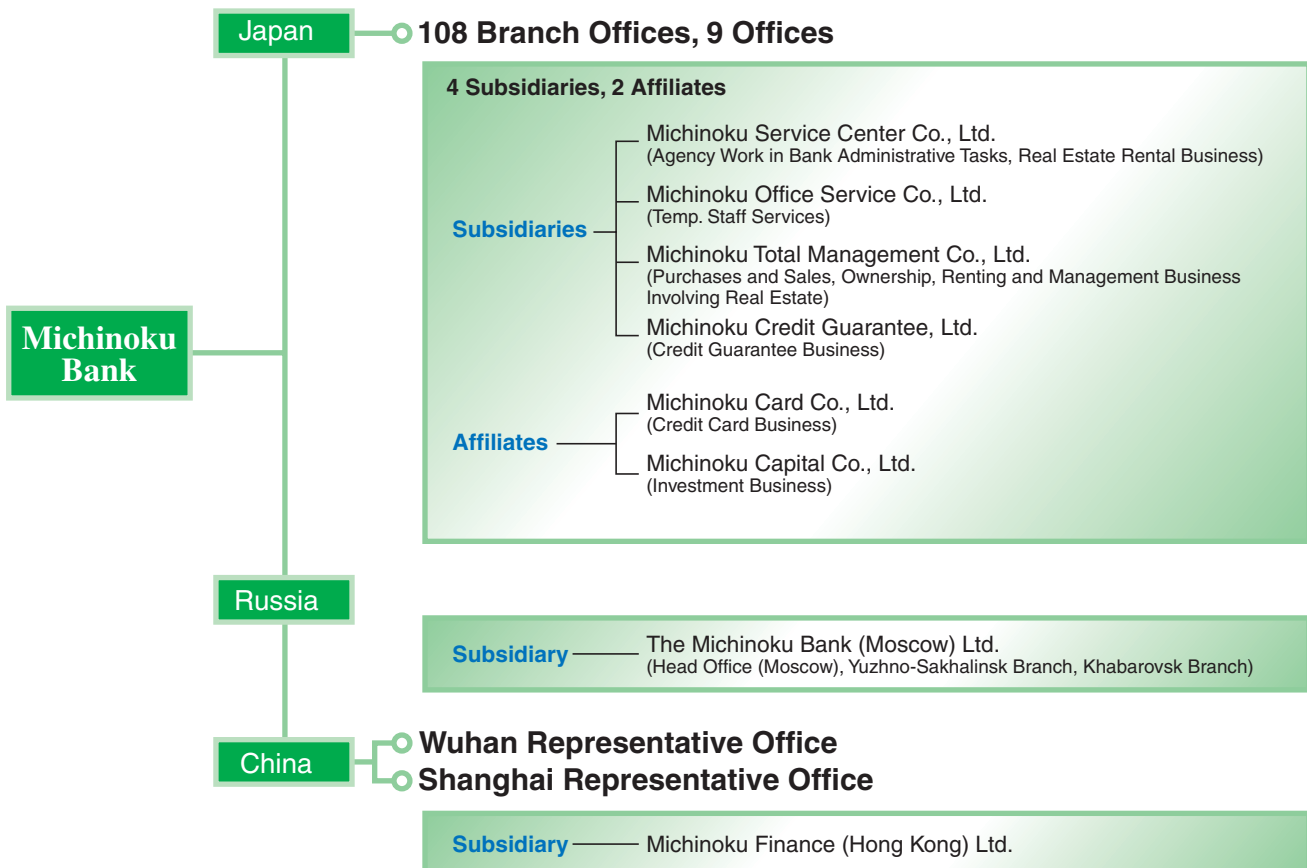 Japan
108 Branch Offices, 9 Offices
4 Subsidiaries, 2 Affiliates
Subsidiaries
Michinoku Service Center Co., Ltd.
(Agency Work in Bank Administrative Tasks, Real Estate Rental Business)
Michinoku Office Service Co., Ltd.
(Temp. Staff Services)
Michinoku Total Management Co., Ltd.
(Purchases and Sales, Ownership, Renting and Management Business
Involving Real Estate)
Michinoku Credit Guarantee, Ltd.
(Credit Guarantee Business)
Affiliates
Michinoku Card Co., Ltd.
(Credit Card Business)
Michinoku Capital Co., Ltd.
(Investment Business)
Michinoku
Bank
Russia
Subsidiary
The Michinoku Bank (Moscow) Ltd.
(Head Office (Moscow), Yuzhno-Sakhalinsk Branch, Khabarovsk Branch)
China
Wuhan Representative Office
Shanghai Representative Office
Subsidiary
Michinoku Finance (Hong Kong) Ltd.